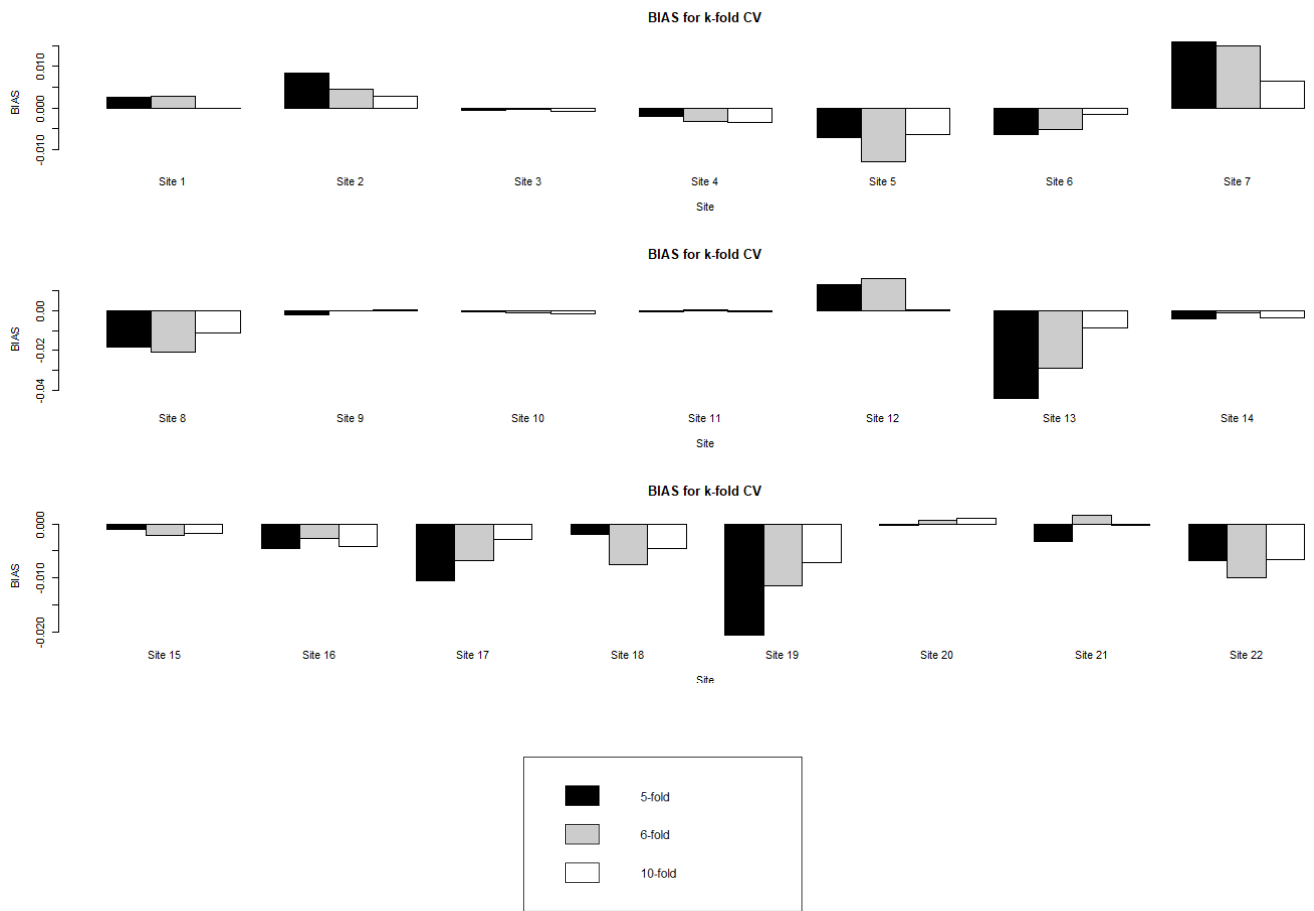 BIAS for k-fold CV
BIAS
0.010
0.000
-0.010
Site 1 Site 2 Site 3 Site 4 Site 5 Site 6 Site 7
Site
BIAS for k-fold CV
BIAS
0.00
-0.02
-0.04
Site 8 Site 9 Site 10 Site 11 Site 12 Site 13 Site 14
Site
BIAS for k-fold CV
BIAS
0.000
-0.010
-0.020
Site 15 Site 16 Site 17 Site 18 Site 19 Site 20 Site 21 Site 22
Site
5-fold
6-fold
10-fold